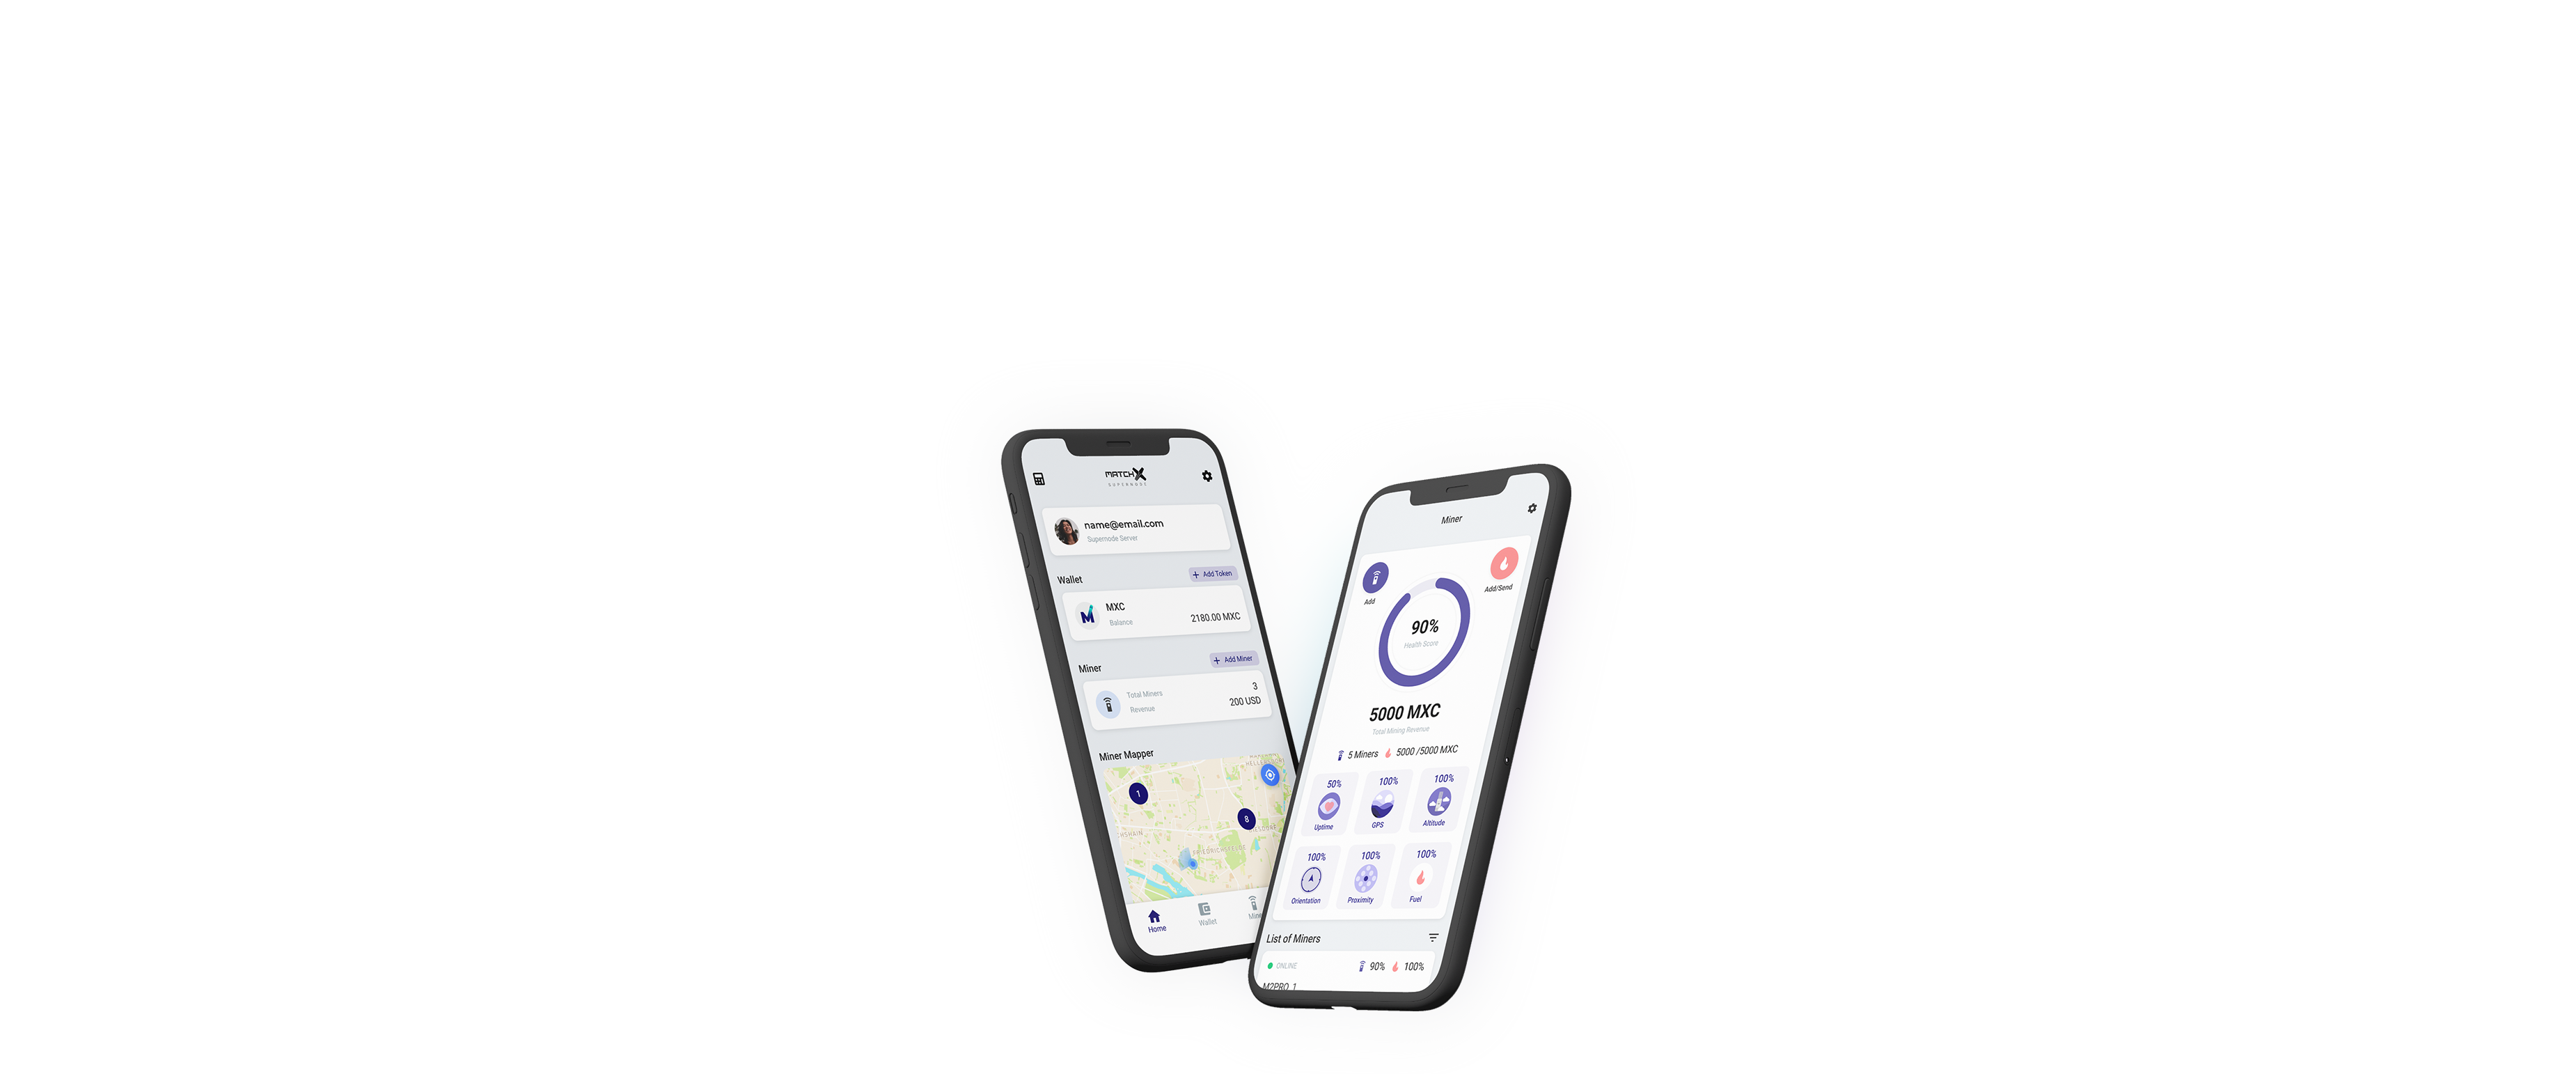 MATCHX
SUPERNODE
name@email.com
Supernode Server
Wallet
+ Add Token
MXC
Balance
2180.00 MXC
Miner
+ Add Miner
Total Miners
3
Revenue
200 USD
Miner Mapper
1
8
FRIEDRICHSFELDE
Home
Wallet
Miner
Add
Add/Send
90%
Health Score
5000 MXC
Total Mining Revenue
5 Miners
5000 /5000 MXC
50%
100%
100%
Uptime
GPS
Altitude
100%
100%
100%
Orientation
Proximity
Fuel
List of Miners
ONLINE
90%
100%
M2PRO 1